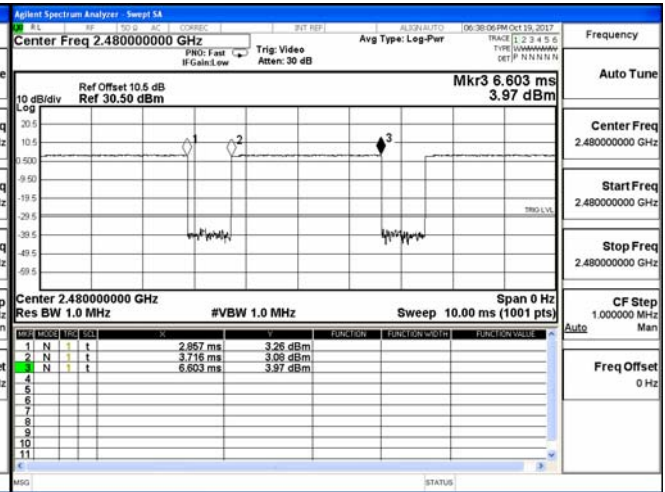 Agilent Spectrum Analyzer - Swept SA
RL RF 50 Ω AC CORREC INT REF ALIGNAUTO 06:38:06 PM Oct 19, 2017
Center Freq 2.480000000 GHz
PNO: Fast
IFGain:Low
Trig: Video
Atten: 30 dB
Avg Type: Log-Pwr
TRACE 1 2 3 4 5 6
TYPE
DET P N N N N N
Ref Offset 10.5 dB
10 dB/div Ref 30.50 dBm
Log
Mkr3 6.603 ms
3.97 dBm
20.5
10.5
0.500
-9.50
-19.5
-29.5
-39.5
-49.5
-59.5
1
2
3
TRIG LVL
Center 2.480000000 GHz
Span 0 Hz
Res BW 1.0 MHz
#VBW 1.0 MHz
Sweep 10.00 ms (1001 pts)
MKR MODE TRC SCL X Y FUNCTION FUNCTION WIDTH FUNCTION VALUE
1 N 1 t 2.857 ms 3.26 dBm
2 N 1 t 3.716 ms 3.08 dBm
3 N 1 t 6.603 ms 3.97 dBm
4
5
6
7
8
9
10
11
MSG
STATUS
Frequency
Auto Tune
Center Freq
2.480000000 GHz
Start Freq
2.480000000 GHz
Stop Freq
2.480000000 GHz
CF Step
1.000000 MHz
Auto Man
Freq Offset
0 Hz